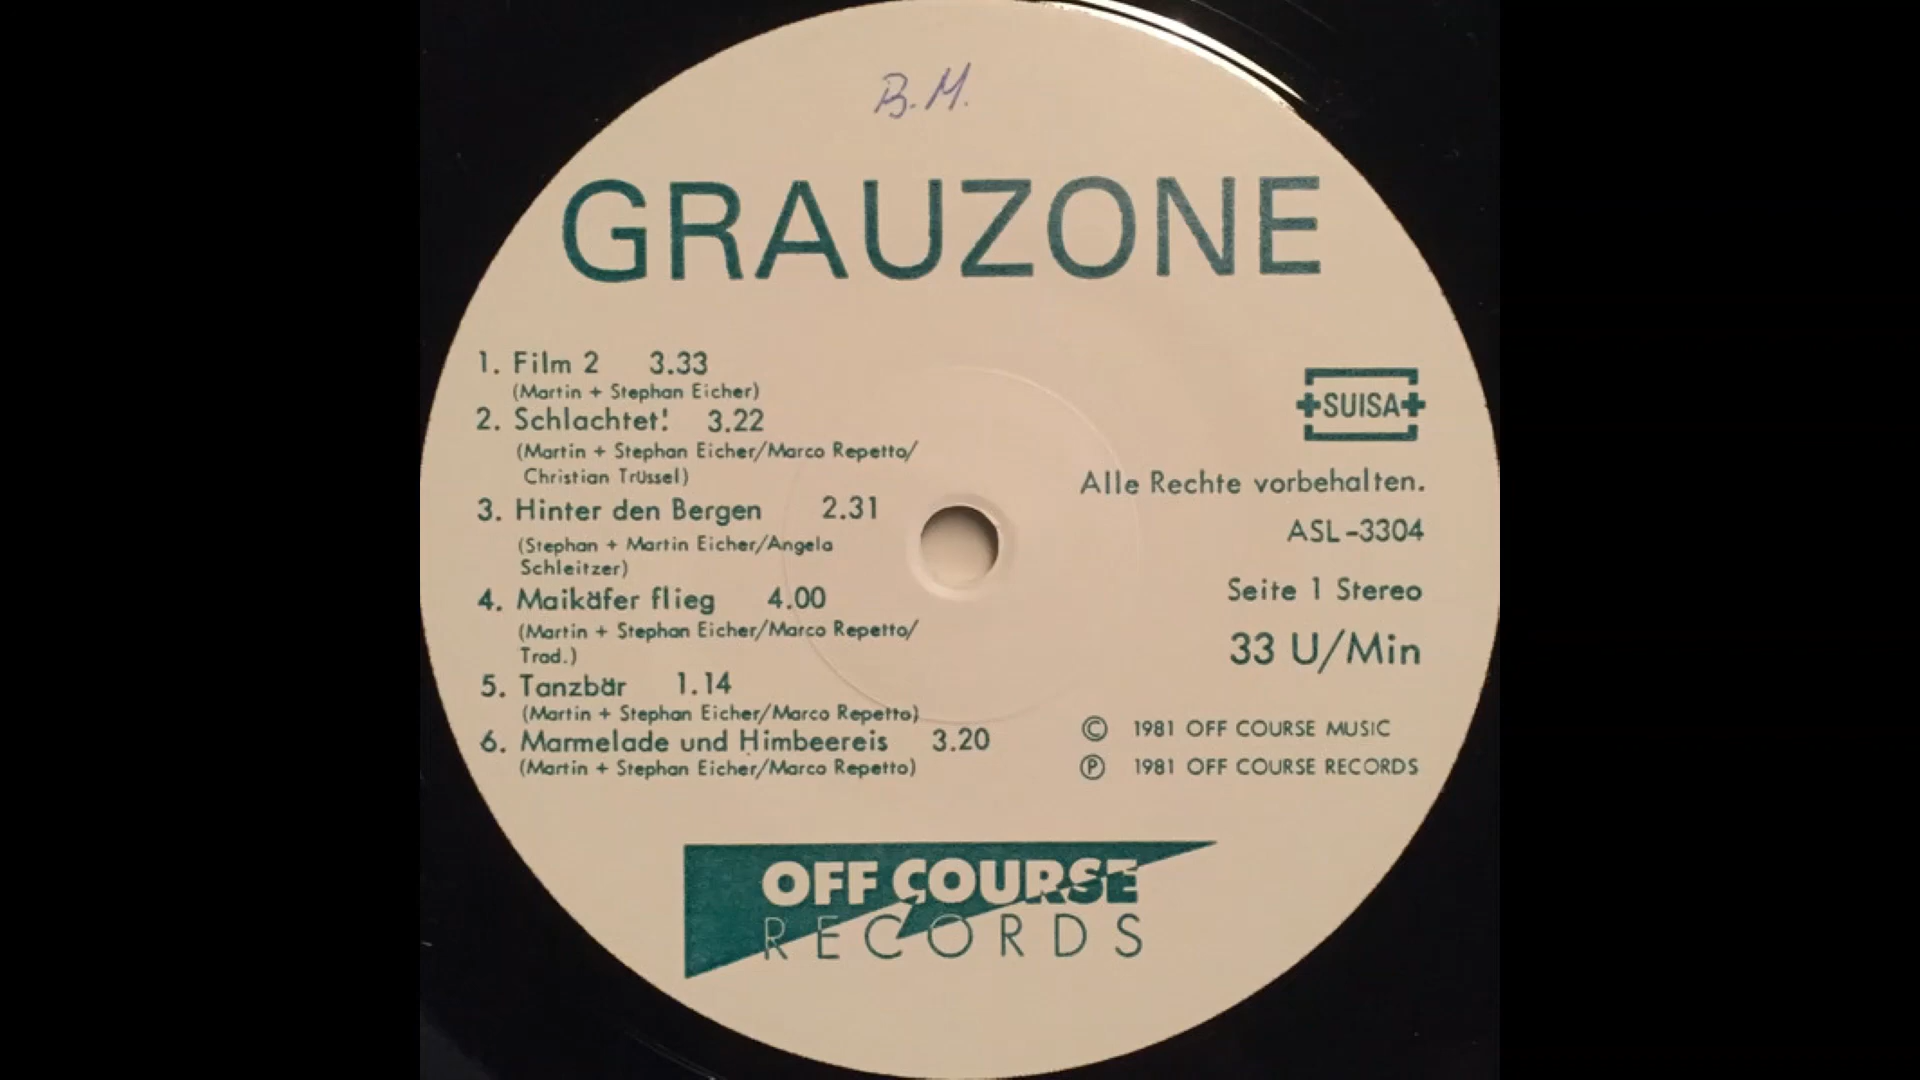 B.M.
GRAUZONE
1. Film 2 3.33
(Martin + Stephan Eicher)
2. Schlachtet! 3.22
(Martin + Stephan Eicher/Marco Repetto/
Christian Trüssel)
3. Hinter den Bergen 2.31
(Stephan + Martin Eicher/Angela
Schleitzer)
4. Maikäfer flieg 4.00
(Martin + Stephan Eicher/Marco Repetto/
Trad.)
5. Tanzbär 1.14
(Martin + Stephan Eicher/Marco Repetto)
6. Marmelade und Himbeereis 3.20
(Martin + Stephan Eicher/Marco Repetto)
+SUISA+
Alle Rechte vorbehalten.
ASL-3304
Seite 1 Stereo
33 U/Min
© 1981 OFF COURSE MUSIC
℗ 1981 OFF COURSE RECORDS
OFF COURSE
RECORDS